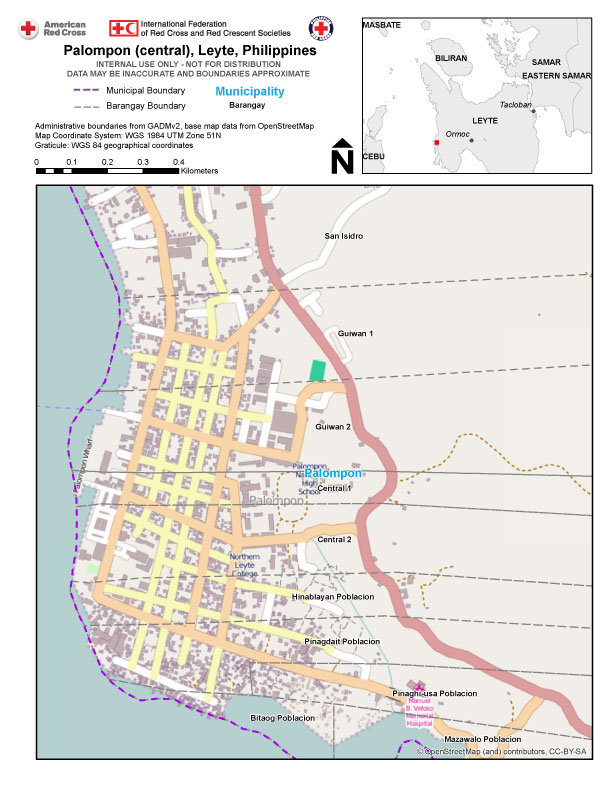 American
Red Cross
International Federation
of Red Cross and Red Crescent Societies
Palompon (central), Leyte, Philippines
INTERNAL USE ONLY - NOT FOR DISTRIBUTION
DATA MAY BE INACCURATE AND BOUNDARIES APPROXIMATE
Municipal Boundary
Municipality
Barangay Boundary
Barangay
Administrative boundaries from GADMv2, base map data from OpenStreetMap
Map Coordinate System: WGS 1984 UTM Zone 51N
Graticule: WGS 84 geographical coordinates
0 0.1 0.2 0.3 0.4
Kilometers
N
MASBATE
BILIRAN
SAMAR
EASTERN SAMAR
Tacloban
LEYTE
Ormoc
CEBU
San Isidro
Guiwan 1
Guiwan 2
Palompon Wharf
Palompon
High
School
Palompon
Central 1
Palompon
Central 2
Northern
Leyte
College
Hinablayan Poblacion
Pinagdait Poblacion
Pinaghi-usa Poblacion
Manuel
B. Veloso
Memorial
Hospital
Bitaog Poblacion
Mazawalo Poblacion
© OpenStreetMap (and) contributors, CC-BY-SA